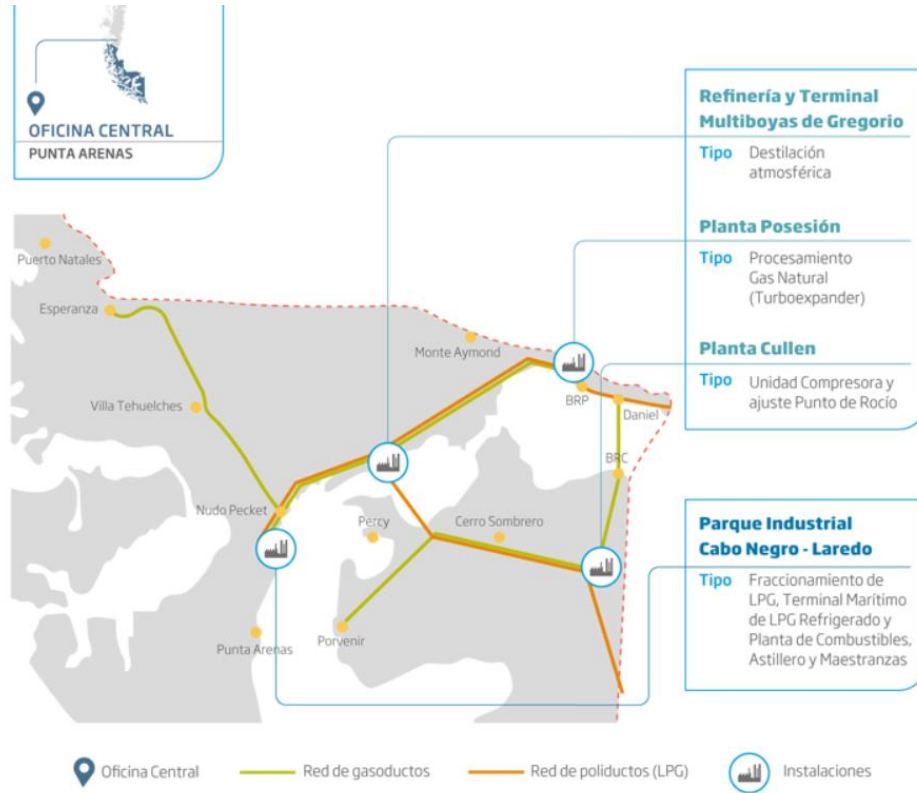 OFICINA CENTRAL
PUNTA ARENAS
Refinería y Terminal
Multiboyas de Gregorio
Tipo Destilación
atmosférica
Planta Posesión
Tipo Procesamiento
Gas Natural
(Turboexpander)
Planta Cullen
Tipo Unidad Compresora y
ajuste Punto de Rocío
Parque Industrial
Cabo Negro - Laredo
Tipo Fraccionamiento de
LPG, Terminal Marítimo
de LPG Refrigerado y
Planta de Combustibles,
Astillero y Maestranzas
Puerto Natales
Esperanza
Monte Aymond
Villa Tehuelches
BRP
Daniel
BRC
Nudo Pecket
Percy
Cerro Sombrero
Punta Arenas
Porvenir
Oficina Central
Red de gasoductos
Red de poliductos (LPG)
Instalaciones